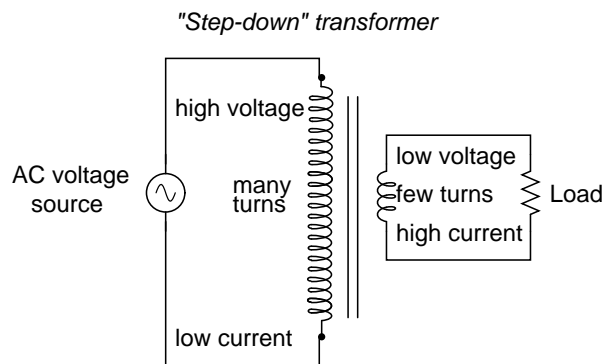 "Step-down" transformer
high voltage
AC voltage
source
many
turns
low current
low voltage
few turns
high current
Load